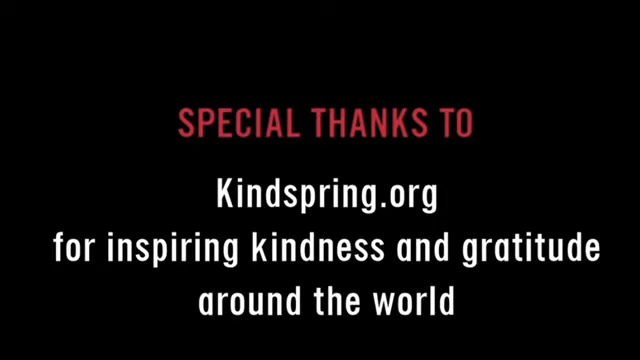 SPECIAL THANKS TO
Kindspring.org
for inspiring kindness and gratitude
around the world